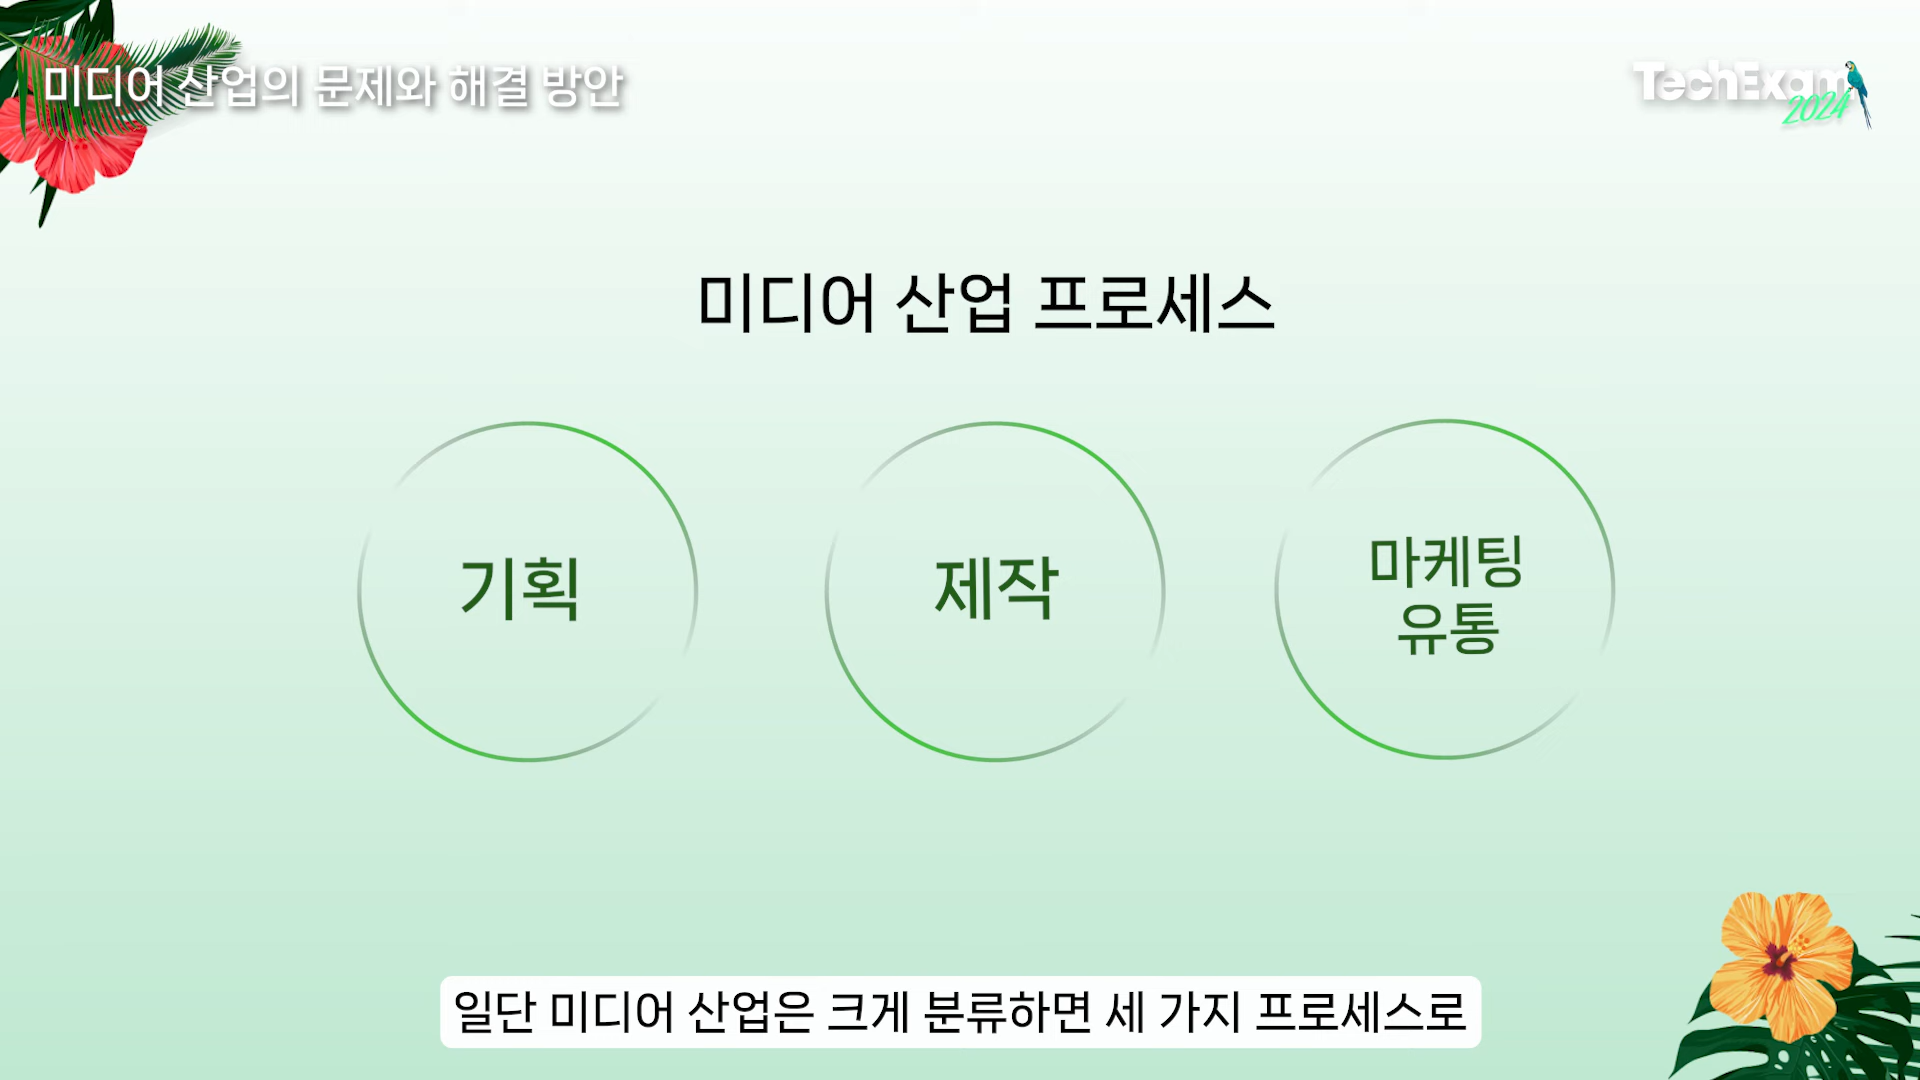 미디어 산업의 문제와 해결 방안
TechExam
2024
미디어 산업 프로세스
기획
제작
마케팅
유통
일단 미디어 산업은 크게 분류하면 세 가지 프로세스로